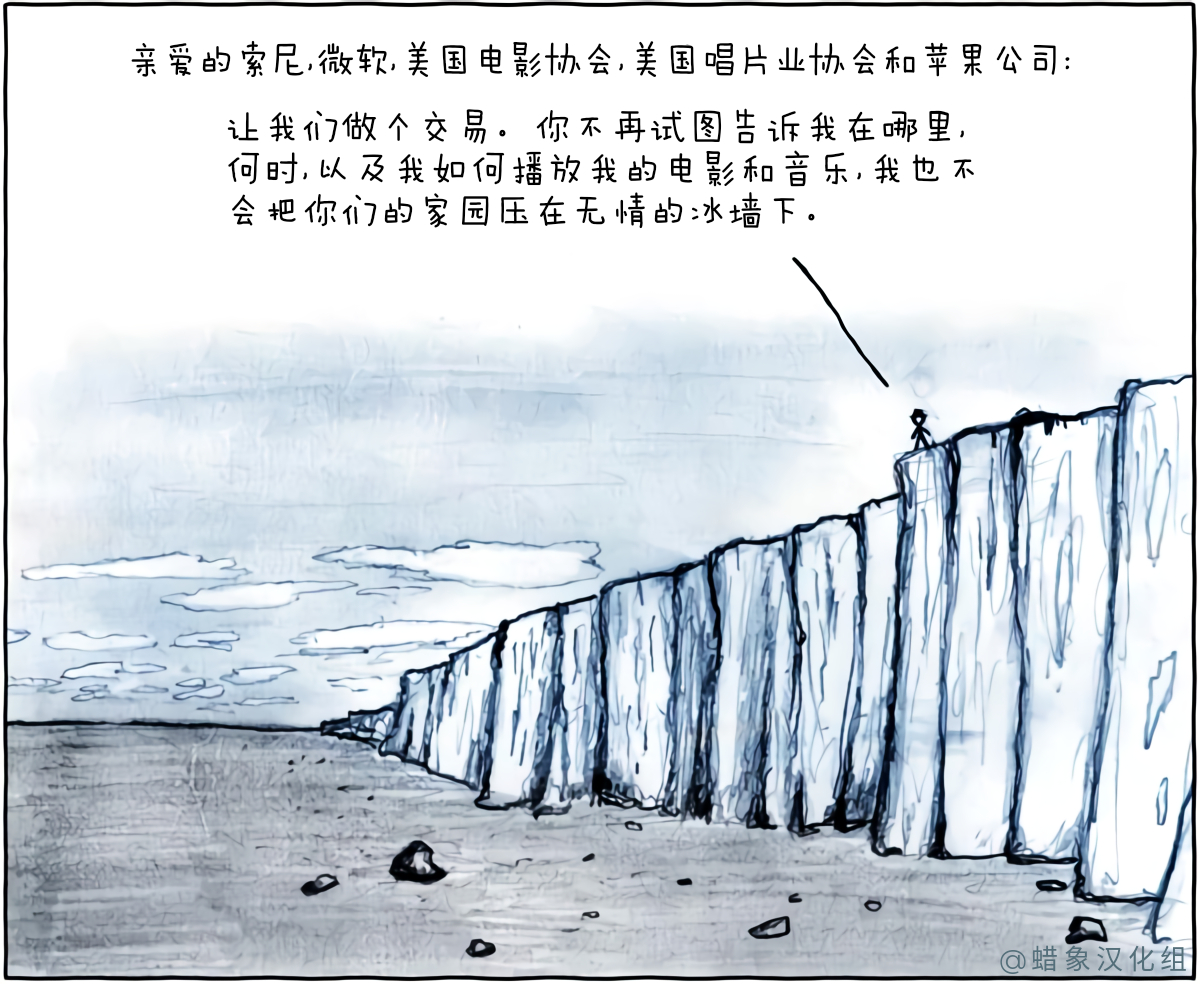 亲爱的索尼,微软,美国电影协会,美国唱片业协会和苹果公司:
让我们做个交易。你不再试图告诉我在哪里,
何时,以及我如何播放我的电影和音乐,我也不
会把你们的家园压在无情的冰墙下。
@蜡象汉化组